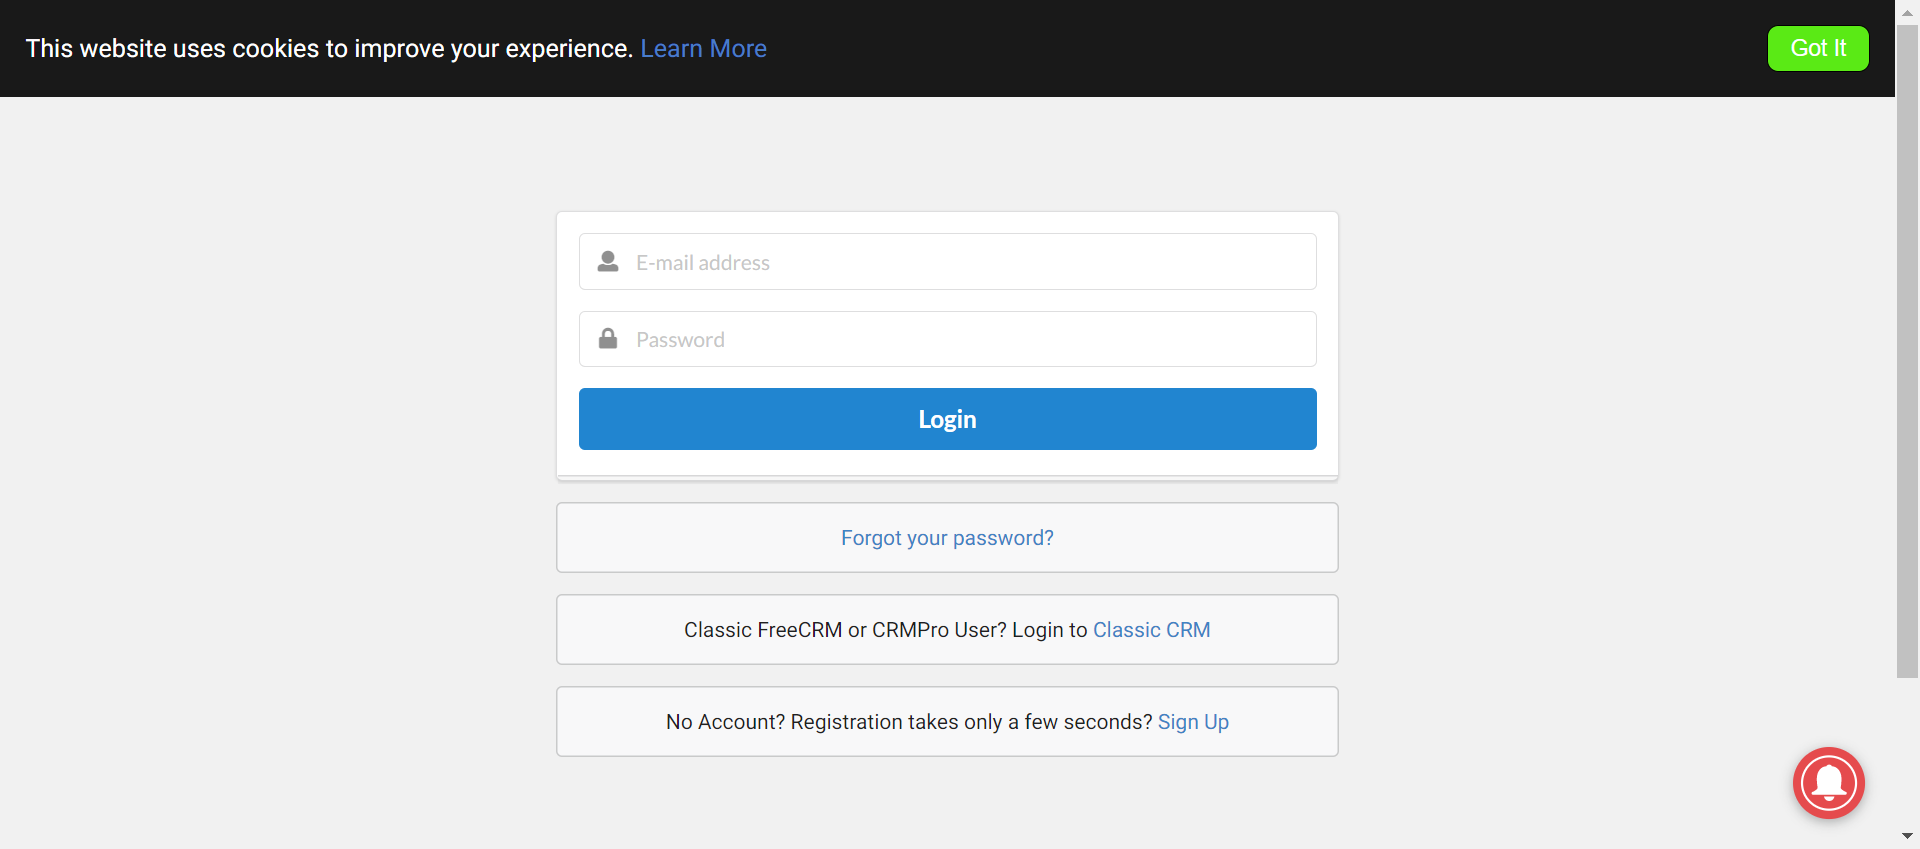 This website uses cookies to improve your experience. Learn More
Got It
E-mail address
Password
Login
Forgot your password?
Classic FreeCRM or CRMPro User? Login to Classic CRM
No Account? Registration takes only a few seconds? Sign Up